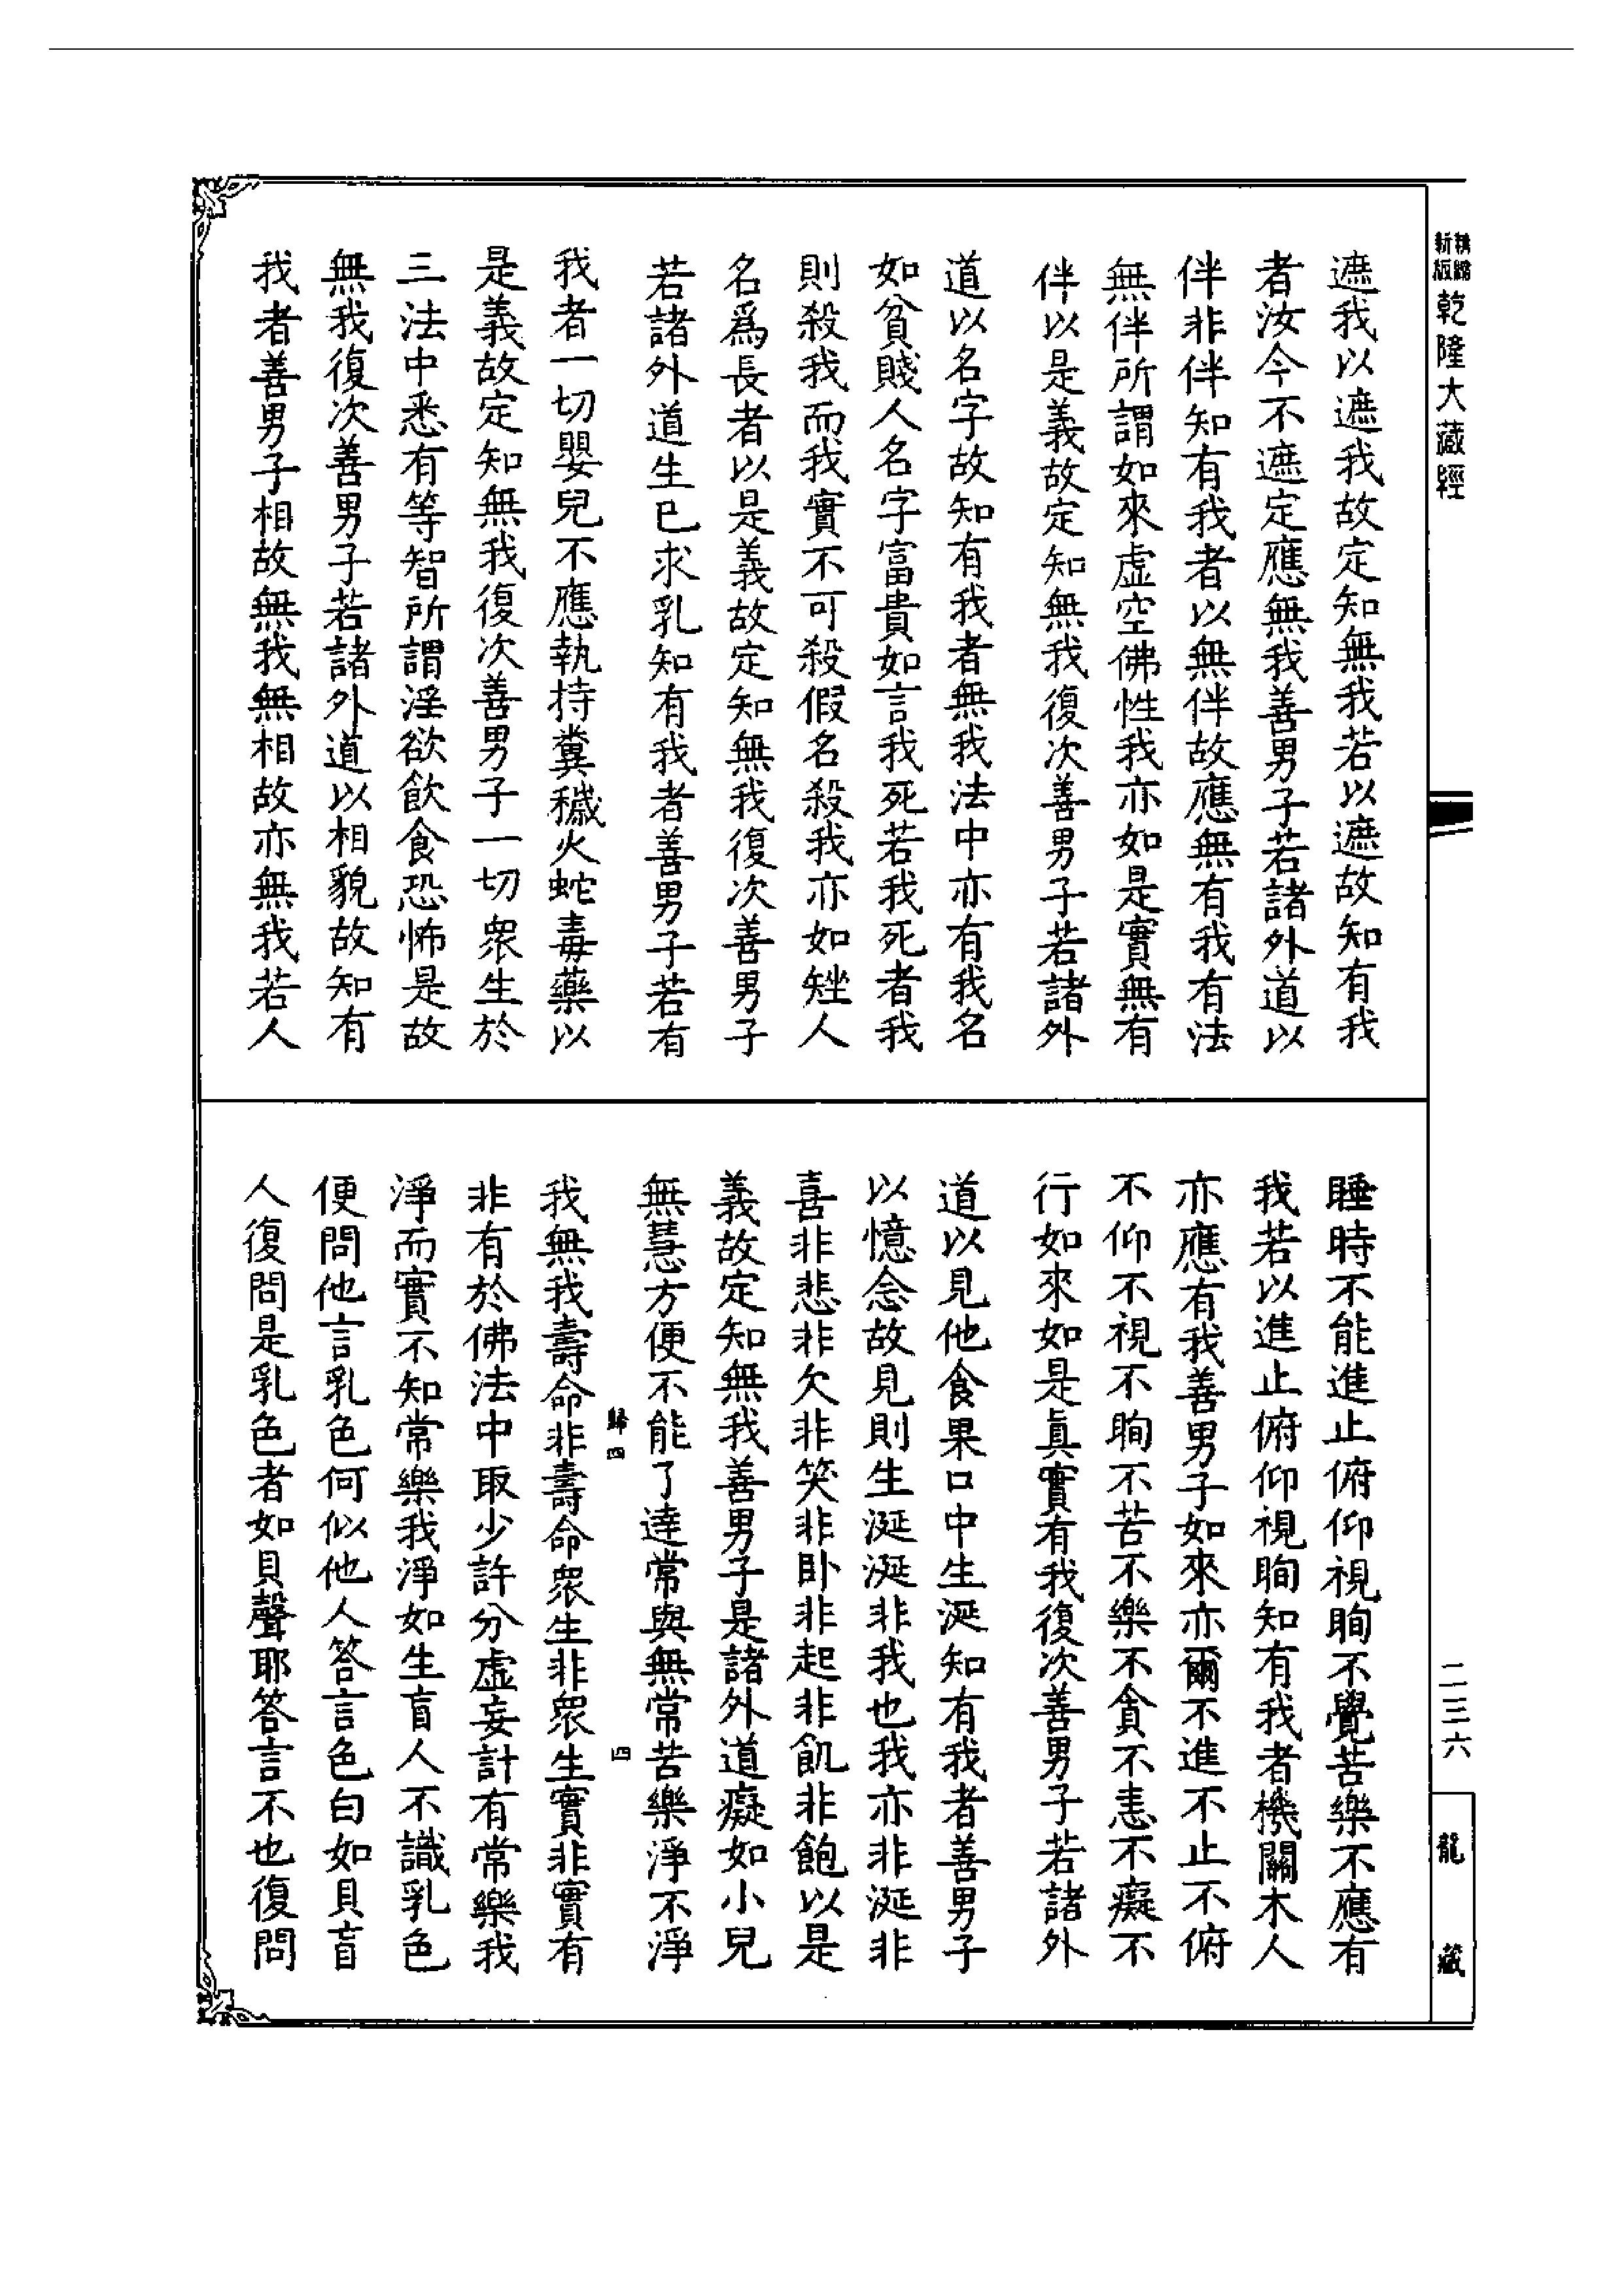 精縮新版乾隆大藏經
遮我以遮我故定知無我若以遮故知有我
者汝今不遮定應無我善男子若諸外道以
伴非伴知有我者以無伴故應無有我有法
無伴所謂如來虛空佛性我亦如是實無有
伴以是義故定知無我復次善男子若諸外
道以名字故知有我者無我法中亦有我名
如貧賤人名字富貴如言我死若我死者我
則殺我而我實不可殺假名殺我亦如矬人
名為長者以是義故定知無我復次善男子
若諸外道生已求乳知有我者善男子若有
我者一切嬰兒不應執持糞穢火蛇毒藥以
是義故定知無我復次善男子一切眾生於
三法中悉有等智所謂淫欲飲食恐怖是故
無我復次善男子若諸外道以相貌故知有
我者善男子相故無我無相故亦無我若人
睡時不能進止俯仰視眴不覺苦樂不應有
我若以進止俯仰視眴知有我者機關木人
亦應有我善男子如來亦爾不進不止不俯
不仰不視不眴不苦不樂不貪不恚不癡不
行如來如是真實有我復次善男子若諸外
道以見他食果口中生涎知有我者善男子
以憶念故見則生涎涎非我也我亦非涎非
喜非悲非欠非笑非臥非起非飢非飽以是
義故定知無我善男子是諸外道癡如小兒
無慧方便不能了達常與無常苦樂淨不淨
歸四
四
我無我壽命非壽命眾生非眾生實非實有
非有於佛法中取少許分虛妄計有常樂我
淨而實不知常樂我淨如生盲人不識乳色
便問他言乳色何似他人答言色白如貝盲
人復問是乳色者如貝聲耶答言不也復問
二三六
龍藏